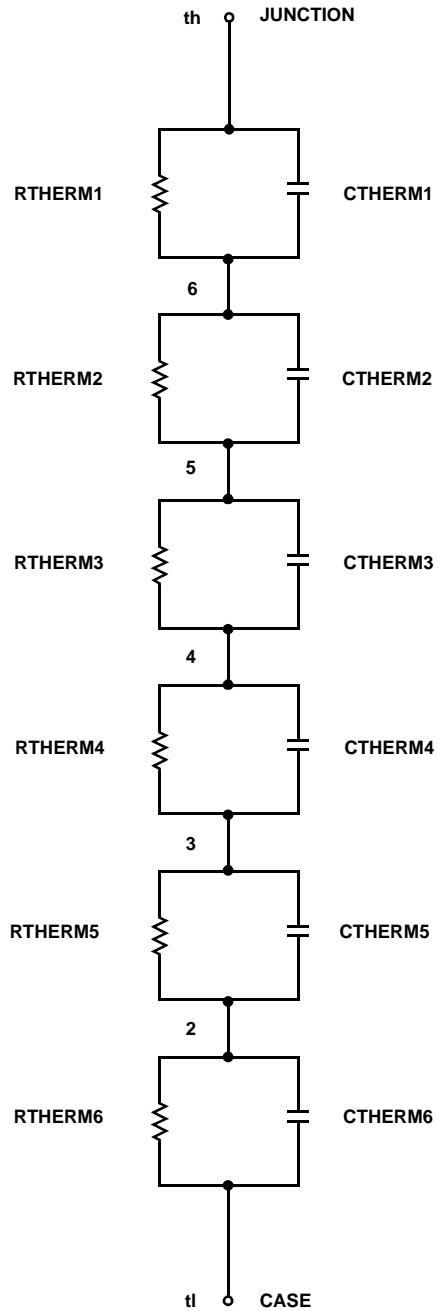 th JUNCTION
RTHERM1 CTHERM1
6
RTHERM2 CTHERM2
5
RTHERM3 CTHERM3
4
RTHERM4 CTHERM4
3
RTHERM5 CTHERM5
2
RTHERM6 CTHERM6
tl CASE